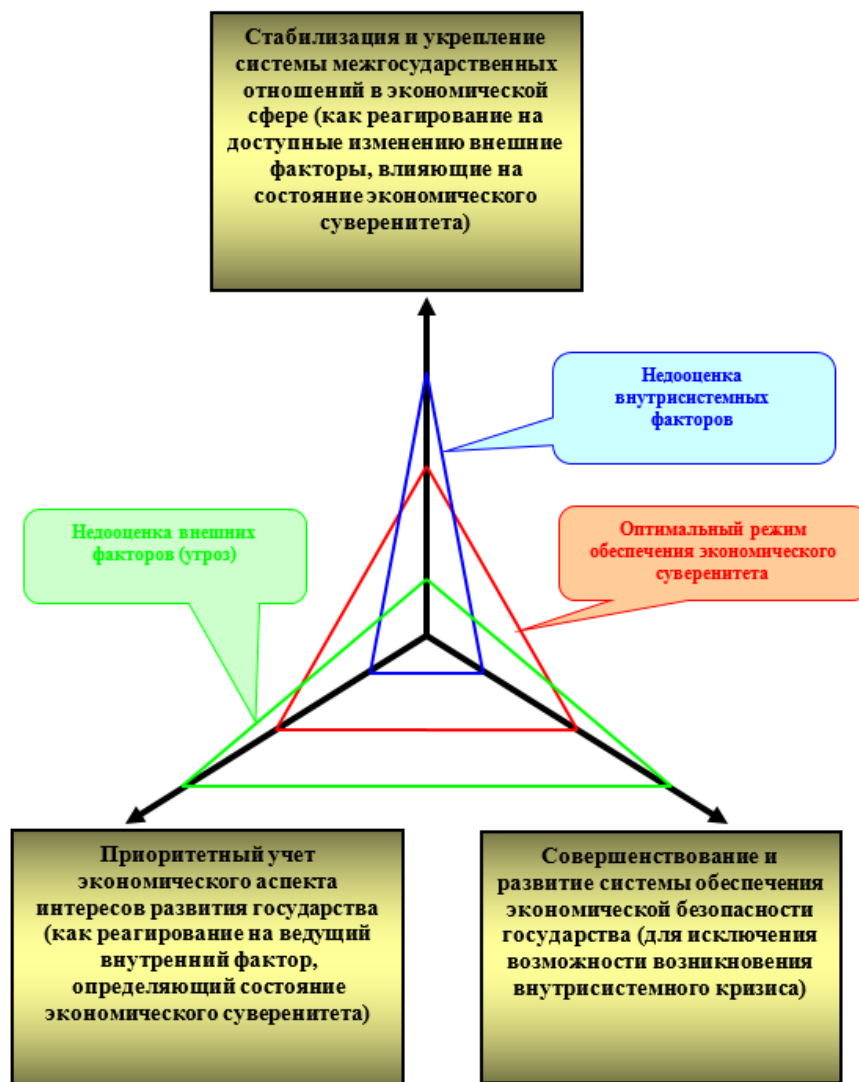 Стабилизация и укрепление
системы межгосударственных
отношений в экономической
сфере (как реагирование на
доступные изменению внешние
факторы, влияющие на
состояние экономического
суверенитета)
Недооценка
внутрисистемных
факторов
Недооценка внешних
факторов (угроз)
Оптимальный режим
обеспечения экономического
суверенитета
Приоритетный учет
экономического аспекта
интересов развития государства
(как реагирование на ведущий
внутренний фактор,
определяющий состояние
экономического суверенитета)
Совершенствование и
развитие системы обеспечения
экономической безопасности
государства (для исключения
возможности возникновения
внутрисистемного кризиса)